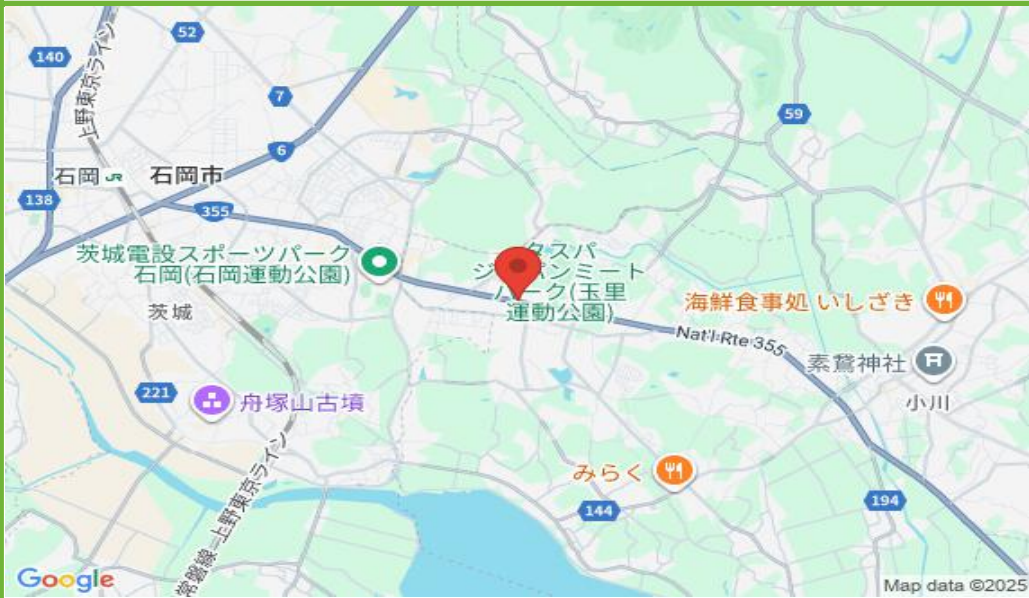 52
140
上野東京ライン
7
59
6
石岡 JR
石岡市
138
355
茨城電設スポーツパーク
石岡(石岡運動公園)
タスパ
パーク(玉里
運動公園)
海鮮食事処 いしざき
茨城
Nat'l Rte 355
素鵞神社
221
舟塚山古墳
小川
常磐線-上野東京ライン
みらく
144
194
Google
Map data ©2025